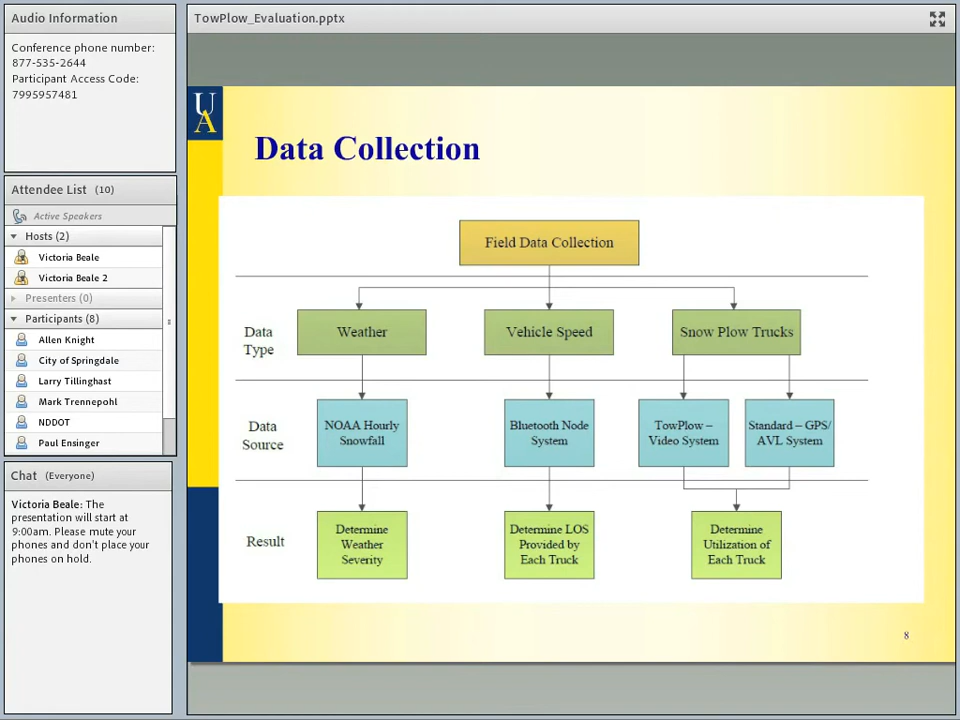 Audio Information
Conference phone number:
877-535-2644
Participant Access Code:
7995957481
Attendee List (10)
Active Speakers
Hosts (2)
Victoria Beale
Victoria Beale 2
Presenters (0)
Participants (8)
Allen Knight
City of Springdale
Larry Tillinghast
Mark Trennepohl
NDDOT
Paul Ensinger
Chat (Everyone)
Victoria Beale: The
presentation will start at
9:00am. Please mute your
phones and don't place your
phones on hold.
TowPlow_Evaluation.pptx
UA
Data Collection
Field Data Collection
Data
Type
Weather
Vehicle Speed
Snow Plow Trucks
Data
Source
NOAA Hourly
Snowfall
Bluetooth Node
System
TowPlow –
Video System
Standard – GPS/
AVL System
Result
Determine
Weather
Severity
Determine LOS
Provided by
Each Truck
Determine
Utilization of
Each Truck
8